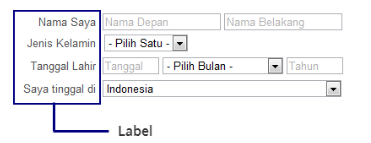 Nama Saya Nama Depan Nama Belakang
Jenis Kelamin - Pilih Satu -
Tanggal Lahir Tanggal - Pilih Bulan - Tahun
Saya tinggal di Indonesia
Label